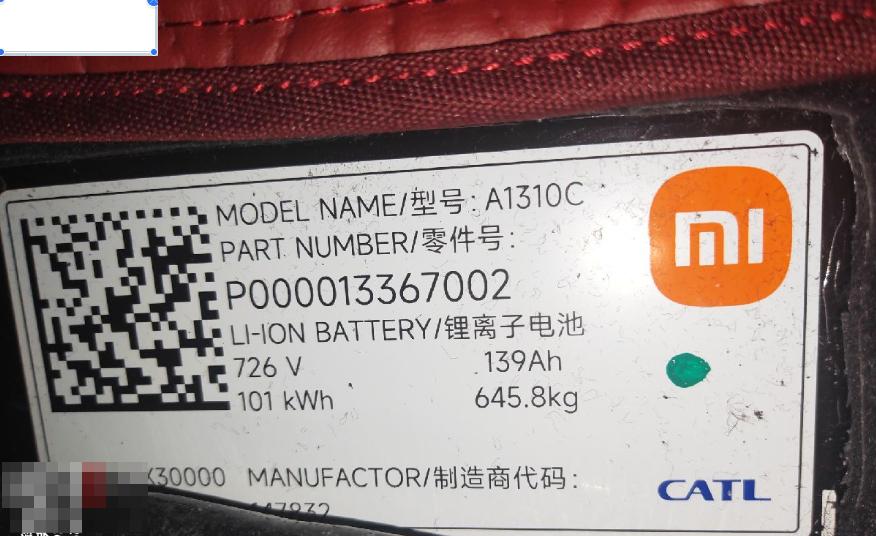 MODEL NAME/型号: A1310C
PART NUMBER/零件号:
P000013367002
LI-ION BATTERY/锂离子电池
726 V 139Ah
101 kWh 645.8kg
X30000 MANUFACTOR/制造商代码:
CATL